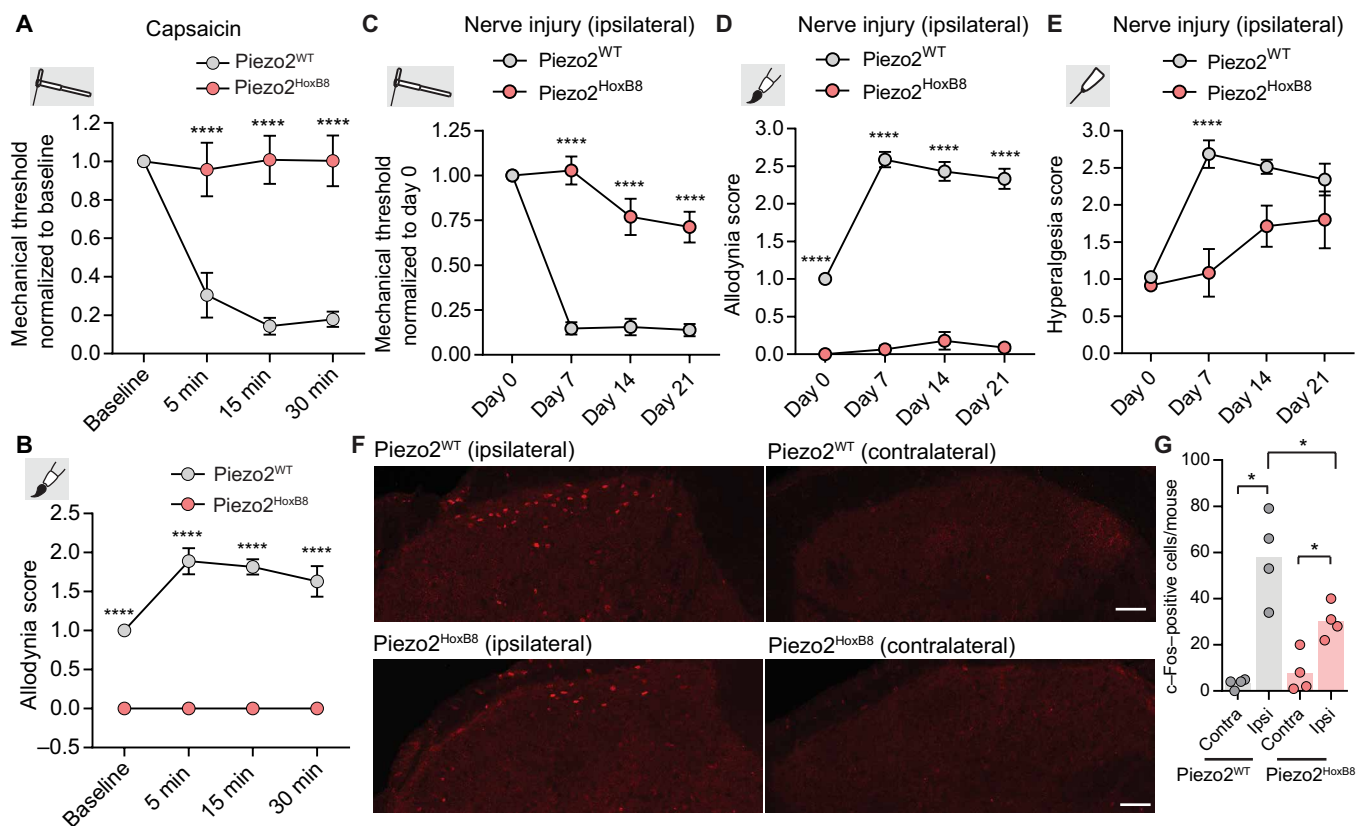 A
Capsaicin
Piezo2WT
Piezo2HoxB8
Mechanical threshold
normalized to baseline
1.2
1.0
0.8
0.6
0.4
0.2
0.0
****
****
****
Baseline
5 min
15 min
30 min
C
Nerve injury (ipsilateral)
Piezo2WT
Piezo2HoxB8
Mechanical threshold
normalized to day 0
1.25
1.00
0.75
0.50
0.25
0.00
****
****
****
Day 0
Day 7
Day 14
Day 21
D
Nerve injury (ipsilateral)
Piezo2WT
Piezo2HoxB8
Allodynia score
3.0
2.5
2.0
1.5
1.0
0.5
0.0
****
****
****
****
Day 0
Day 7
Day 14
Day 21
E
Nerve injury (ipsilateral)
Piezo2WT
Piezo2HoxB8
Hyperalgesia score
3.0
2.5
2.0
1.5
1.0
0.5
0.0
****
Day 0
Day 7
Day 14
Day 21
B
Piezo2WT
Piezo2HoxB8
Allodynia score
2.5
2.0
1.5
1.0
0.5
0.0
–0.5
****
****
****
****
Baseline
5 min
15 min
30 min
F
Piezo2WT (ipsilateral)
Piezo2WT (contralateral)
Piezo2HoxB8 (ipsilateral)
Piezo2HoxB8 (contralateral)
G
c–Fos–positive cells/mouse
100
80
60
40
20
0
*
*
*
Contra
Ipsi
Contra
Ipsi
Piezo2WT
Piezo2HoxB8